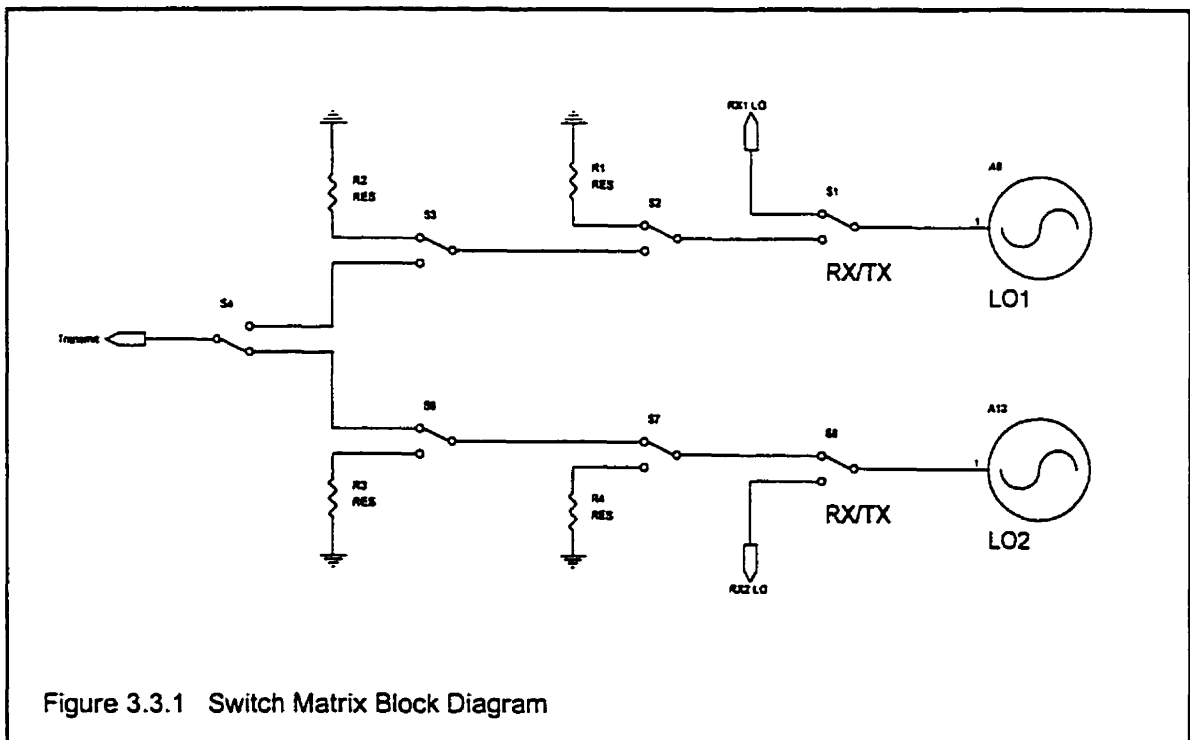 RX1 LO
R2
RES
R1
RES
S3
S2
S1
A8
1
RX/TX
LO1
S4
Transmit
S6
S7
A13
1
R3
RES
R4
RES
RX/TX
LO2
RX2 LO
Figure 3.3.1 Switch Matrix Block Diagram